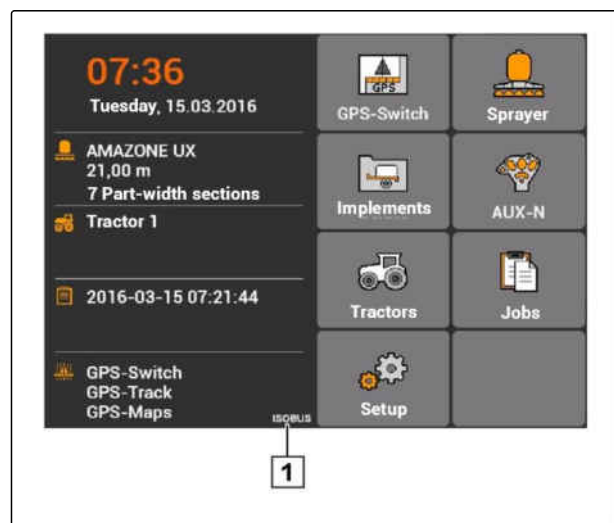 07:36
Tuesday, 15.03.2016
AMAZONE UX
21,00 m
7 Part-width sections
Tractor 1
2016-03-15 07:21:44
GPS-Switch
GPS-Track
GPS-Maps
ISOBUS
GPS
GPS-Switch
Sprayer
Implements
AUX-N
Tractors
Jobs
Setup
1